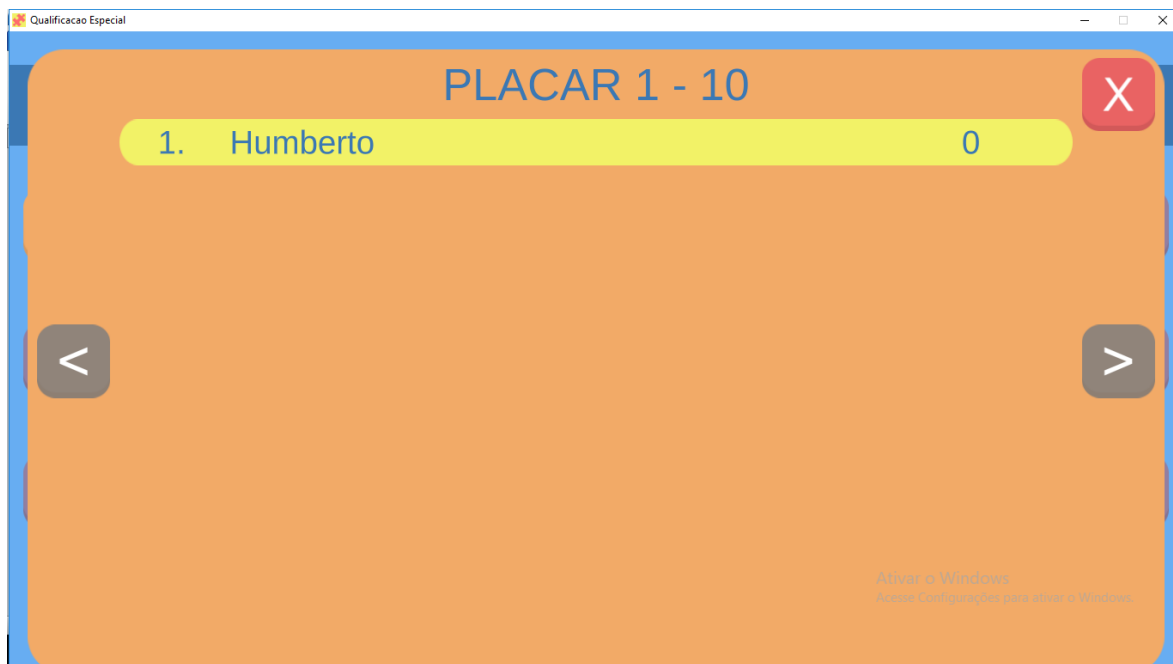 Qualificacao Especial
PLACAR 1 - 10
X
1. Humberto 0
< >
Ativar o Windows
Acesse Configurações para ativar o Windows.